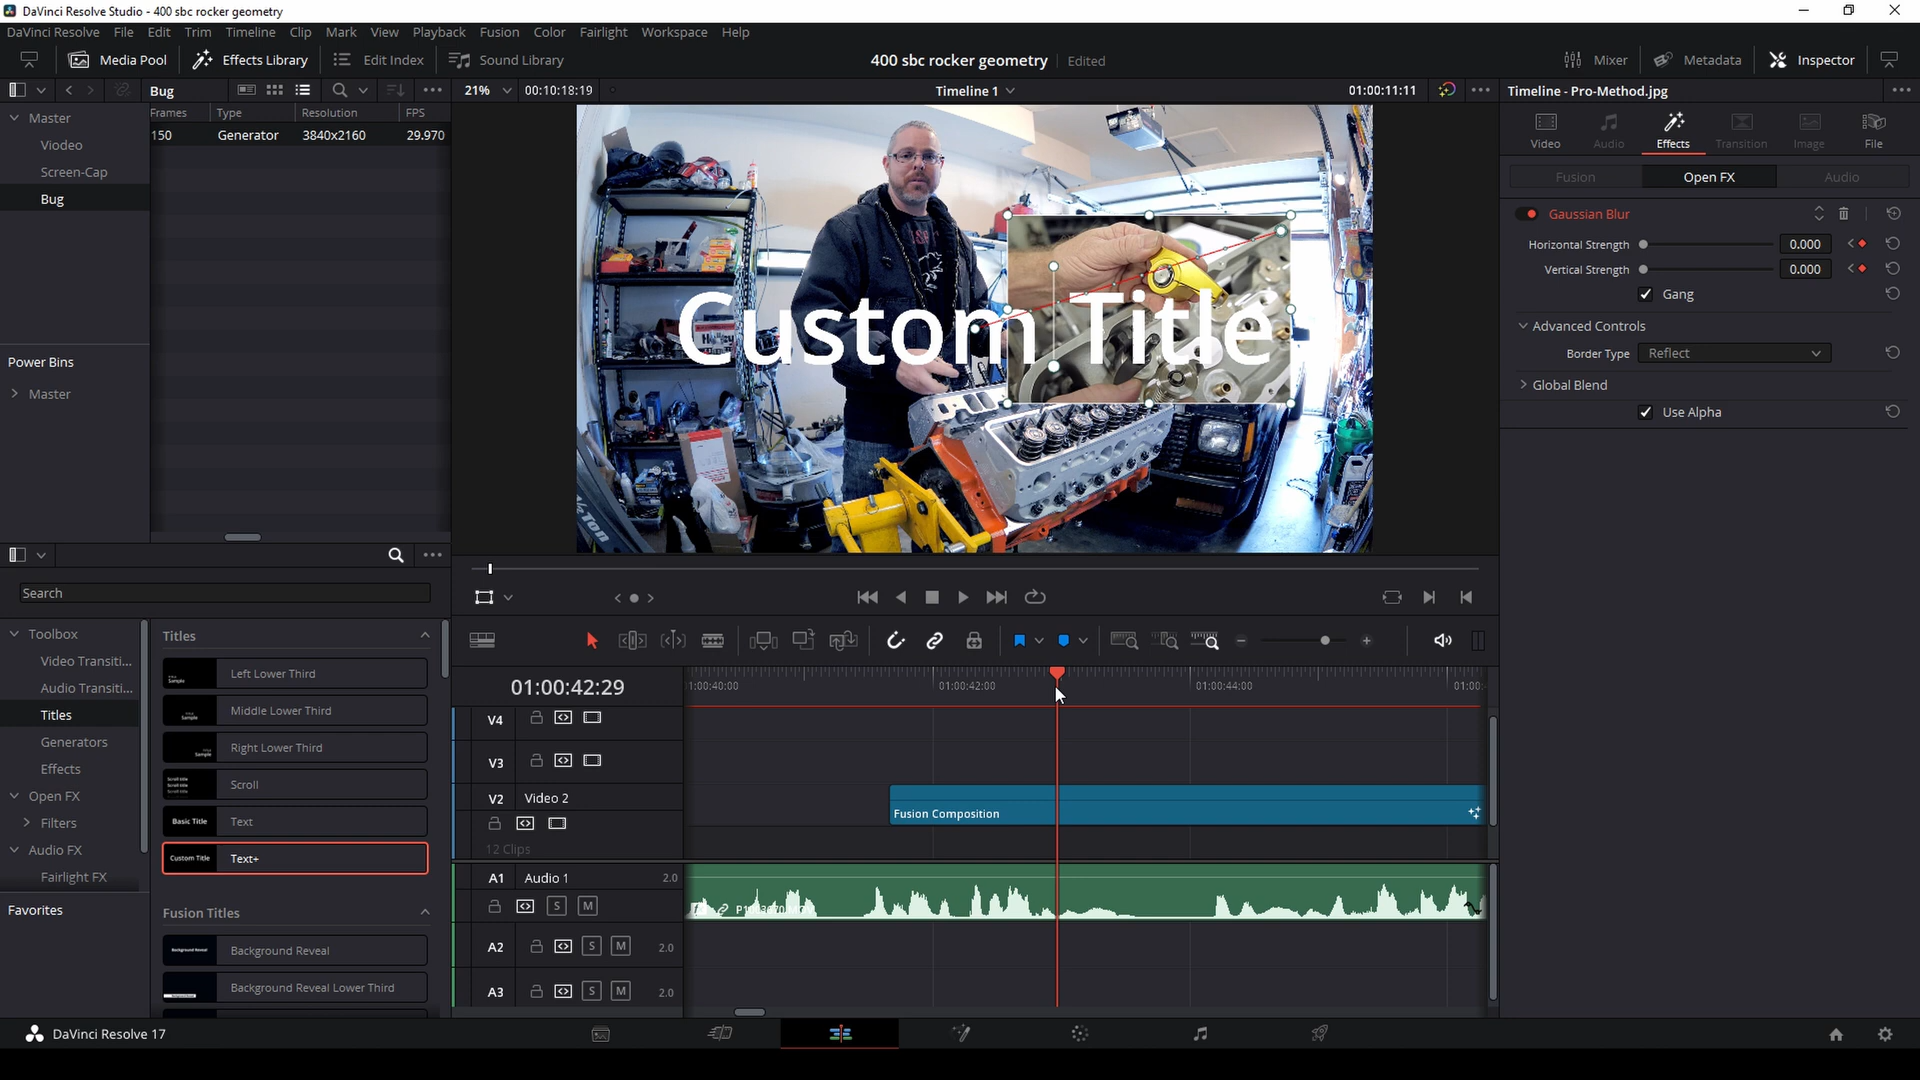 DaVinci Resolve Studio - 400 sbc rocker geometry
DaVinci Resolve File Edit Trim Timeline Clip Mark View Playback Fusion Color Fairlight Workspace Help
Media Pool Effects Library Edit Index Sound Library 400 sbc rocker geometry Edited Mixer Metadata Inspector
Bug 21% 00:10:18:19 Timeline 1 01:00:11:11 Timeline - Pro-Method.jpg
Frames Type Resolution FPS
150 Generator 3840x2160 29.970
Master
Viodeo
Screen-Cap
Bug
Power Bins
Master
Video Audio Effects Transition Image File
Fusion Open FX Audio
Gaussian Blur
Horizontal Strength 0.000
Vertical Strength 0.000
Gang
Advanced Controls
Border Type Reflect
Global Blend
Use Alpha
Custom Title
Search
Toolbox
Video Transiti...
Audio Transiti...
Titles
Generators
Effects
Open FX
Filters
Audio FX
Fairlight FX
Favorites
Titles
Sample Left Lower Third
Sample Middle Lower Third
Sample Right Lower Third
Scroll
Basic Title Text
Custom Title Text+
Fusion Titles
Background Reveal Background Reveal
Background Reveal Lower Third
01:00:42:29
1:00:40:00 01:00:42:00 01:00:44:00 01:00:
V4
V3
V2 Video 2
12 Clips
Fusion Composition
A1 Audio 1 2.0
S M
A2 S M 2.0
A3 S M 2.0
DaVinci Resolve 17